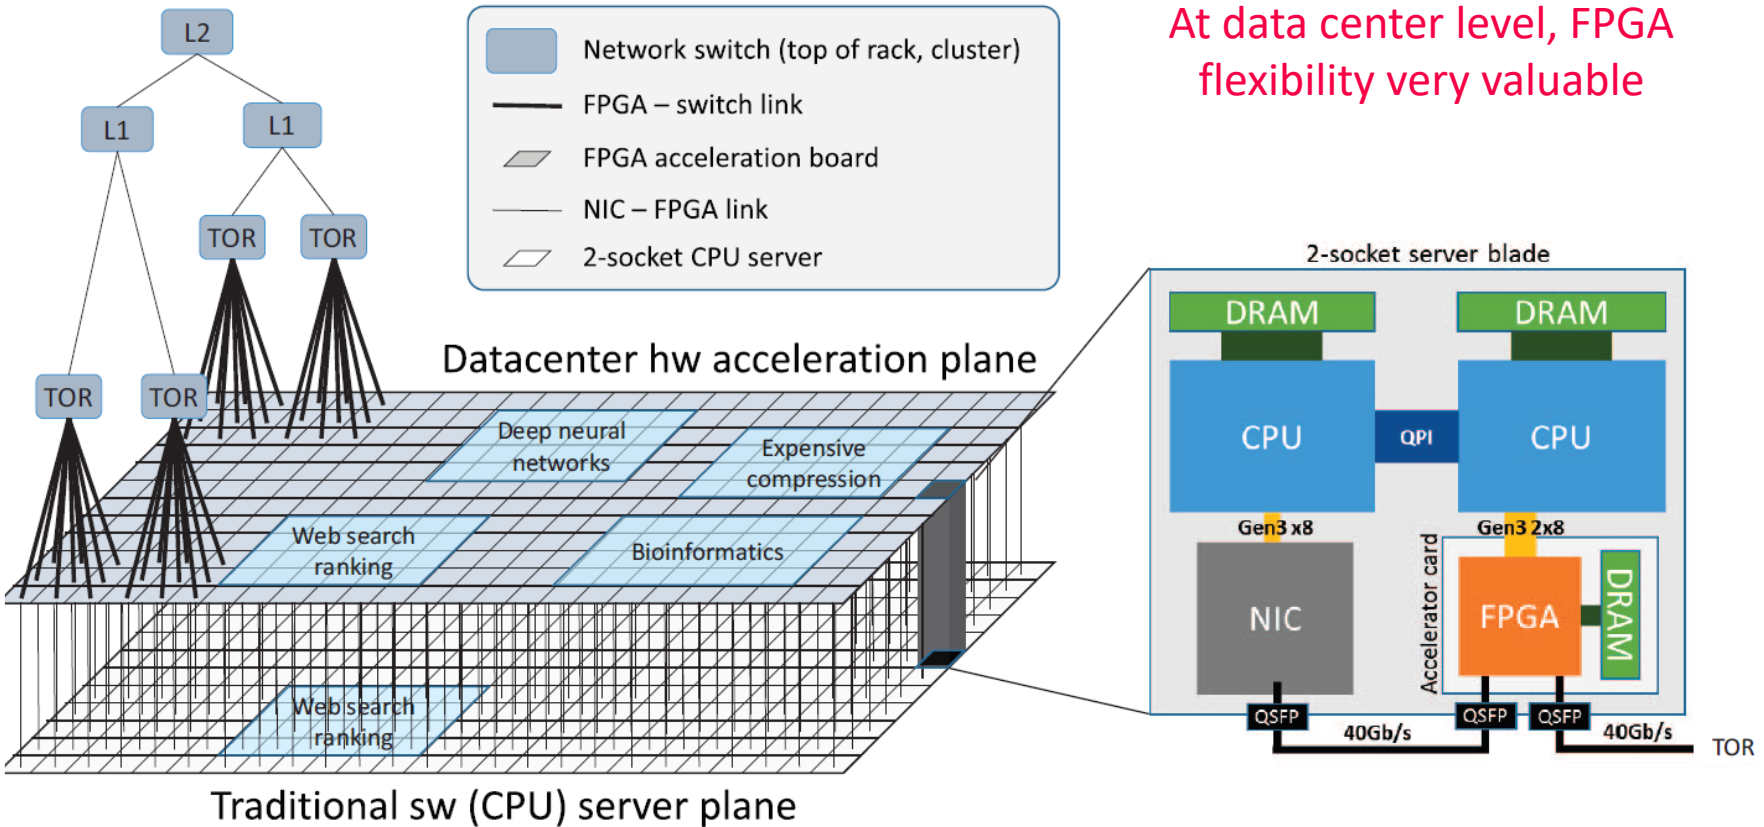 At data center level, FPGA
flexibility very valuable
L2
L1
L1
TOR
TOR
TOR
TOR
Network switch (top of rack, cluster)
FPGA – switch link
FPGA acceleration board
NIC – FPGA link
2-socket CPU server
Datacenter hw acceleration plane
Deep neural
networks
Expensive
compression
Web search
ranking
Bioinformatics
Web search
ranking
Traditional sw (CPU) server plane
2-socket server blade
DRAM
DRAM
CPU
QPI
CPU
Gen3 x8
Gen3 2x8
NIC
Accelerator card
FPGA
DRAM
QSFP
QSFP
QSFP
40Gb/s
40Gb/s
TOR